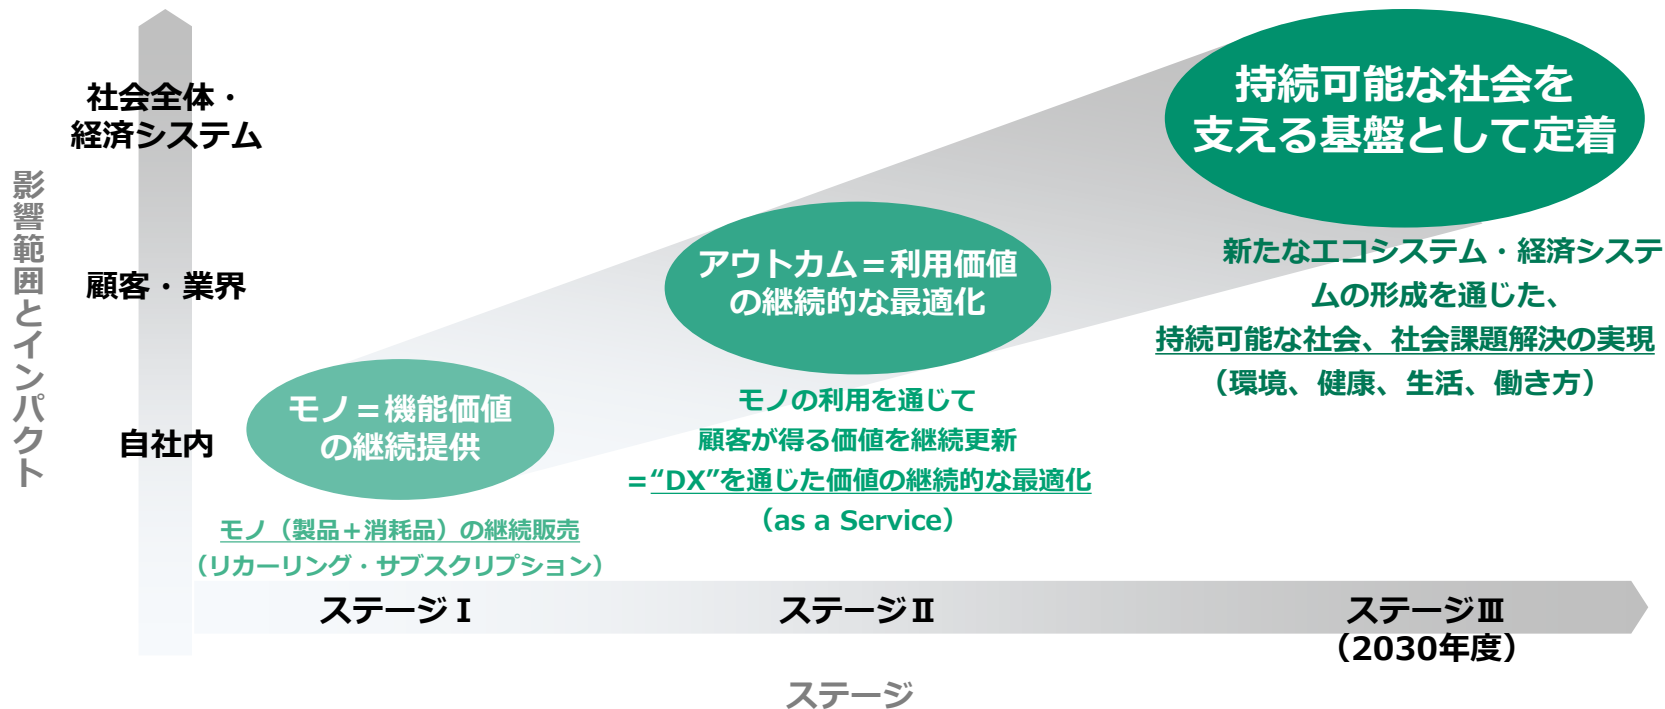 影響範囲とインパクト
社会全体・
経済システム
顧客・業界
自社内
モノ＝機能価値
の継続提供
モノ（製品＋消耗品）の継続販売
（リカーリング・サブスクリプション）
アウトカム＝利用価値
の継続的な最適化
モノの利用を通じて
顧客が得る価値を継続更新
=“DX”を通じた価値の継続的な最適化
（as a Service）
持続可能な社会を
支える基盤として定着
新たなエコシステム・経済システ
ムの形成を通じた、
持続可能な社会、社会課題解決の実現
（環境、健康、生活、働き方）
ステージⅠ
ステージⅡ
ステージⅢ
（2030年度）
ステージ